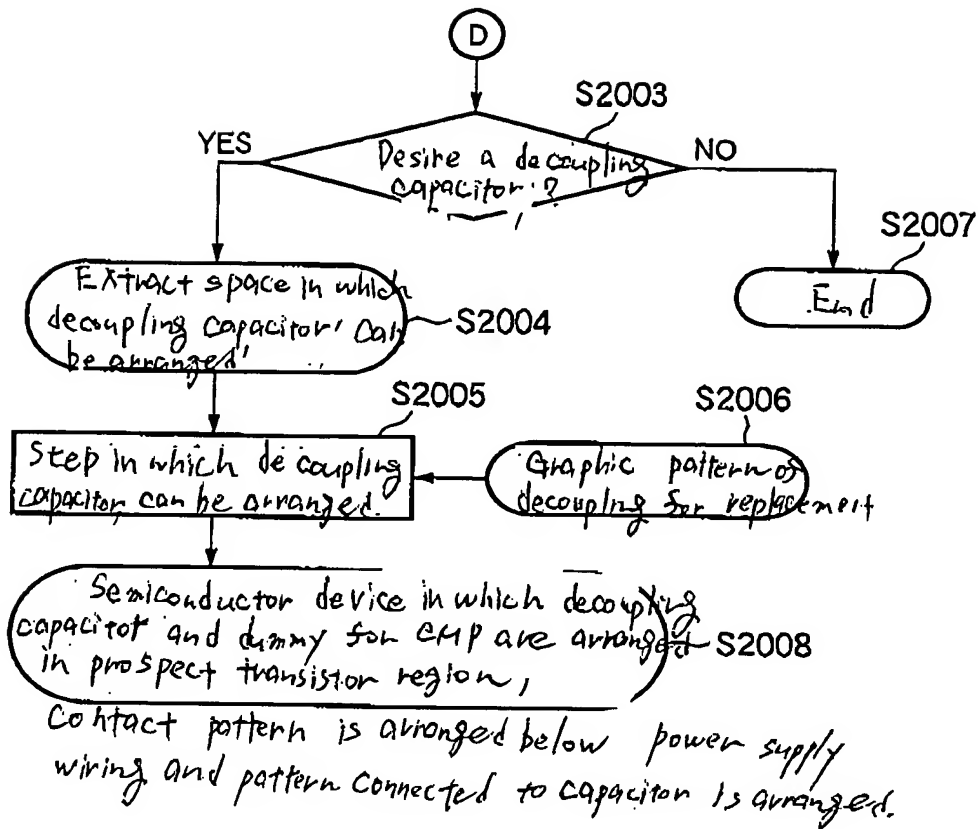 D
S2003
YES
Desire a decoupling
capacitor?
NO
S2007
End
Extract space in which
decoupling capacitor can
be arranged
S2004
S2005
Step in which decoupling
capacitor, can be arranged.
S2006
Graphic pattern of
decoupling for replacement
Semiconductor device in which decoupling
capacitor and dummy for CMP are arranged
in prospect transistor region,
S2008
Contact pattern is arranged below power supply
wiring and pattern connected to capacitor is arranged.